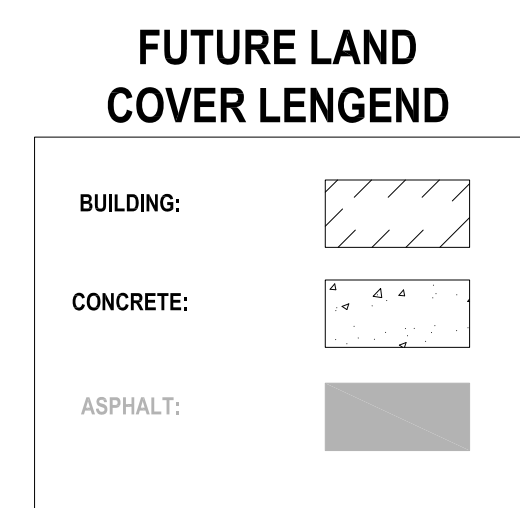 FUTURE LAND
COVER LENGEND
BUILDING:
CONCRETE:
ASPHALT: